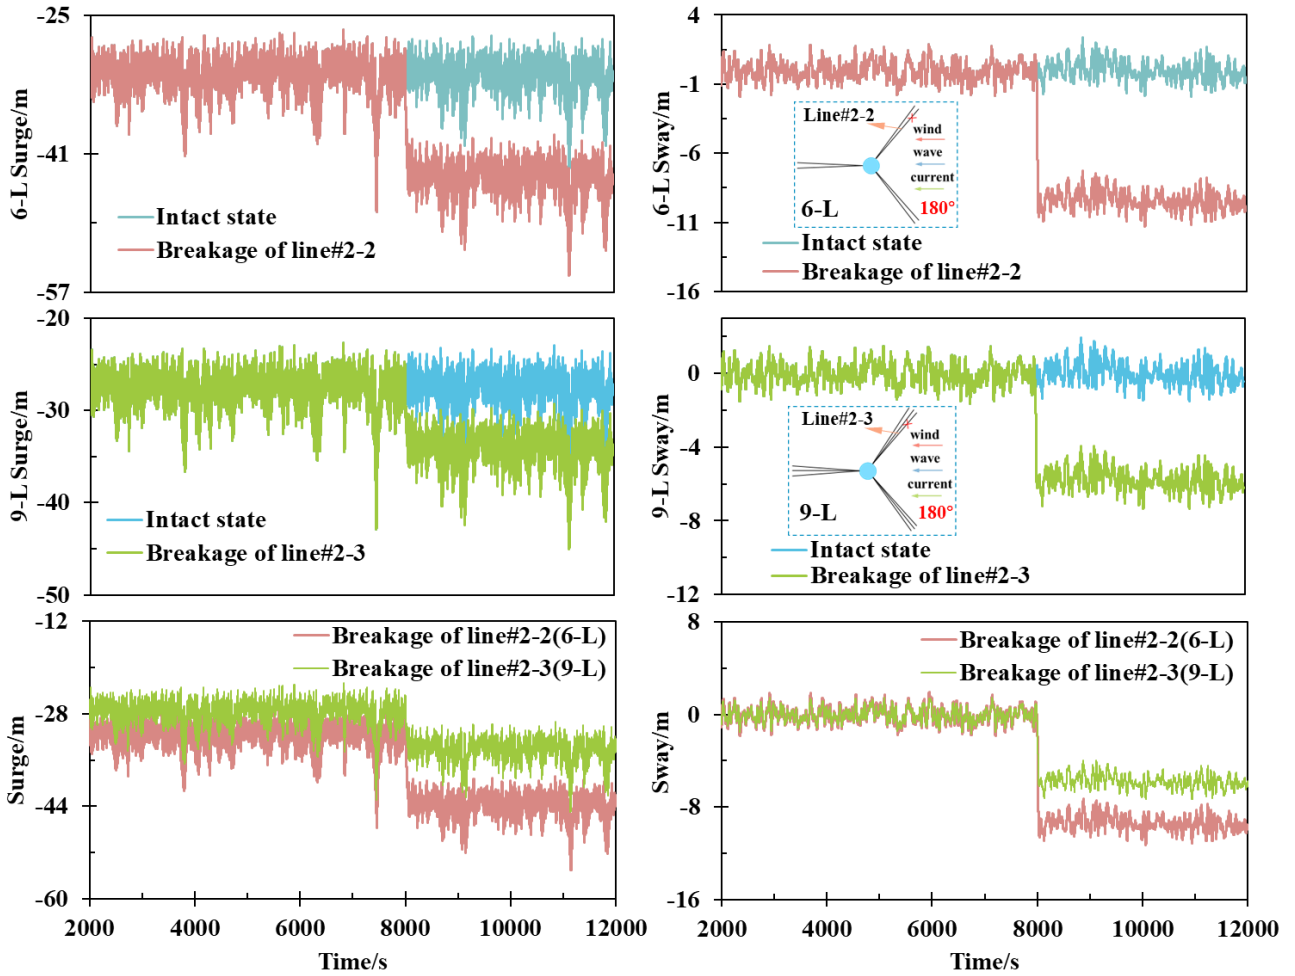 -25
-41
-57
6-L Surge/m
Intact state
Breakage of line#2-2
4
-1
-6
-11
-16
6-L Sway/m
Line#2-2
wind
wave
current
6-L
180°
Intact state
Breakage of line#2-2
-20
-30
-40
-50
9-L Surge/m
Intact state
Breakage of line#2-3
0
-4
-8
-12
9-L Sway/m
Line#2-3
wind
wave
current
9-L
180°
Intact state
Breakage of line#2-3
-12
-28
-44
-60
Surge/m
Breakage of line#2-2(6-L)
Breakage of line#2-3(9-L)
2000 4000 6000 8000 10000 12000
Time/s
8
0
-8
-16
Sway/m
Breakage of line#2-2(6-L)
Breakage of line#2-3(9-L)
2000 4000 6000 8000 10000 12000
Time/s